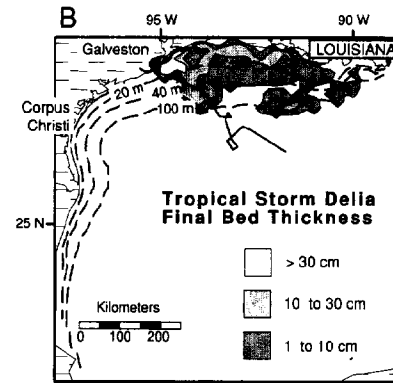 B
95 W
90 W
Galveston
LOUISIANA
20 m
40 m
100 m
Corpus
Christi
Tropical Storm Delia
Final Bed Thickness
25 N
> 30 cm
Kilometers
10 to 30 cm
0 100 200
1 to 10 cm